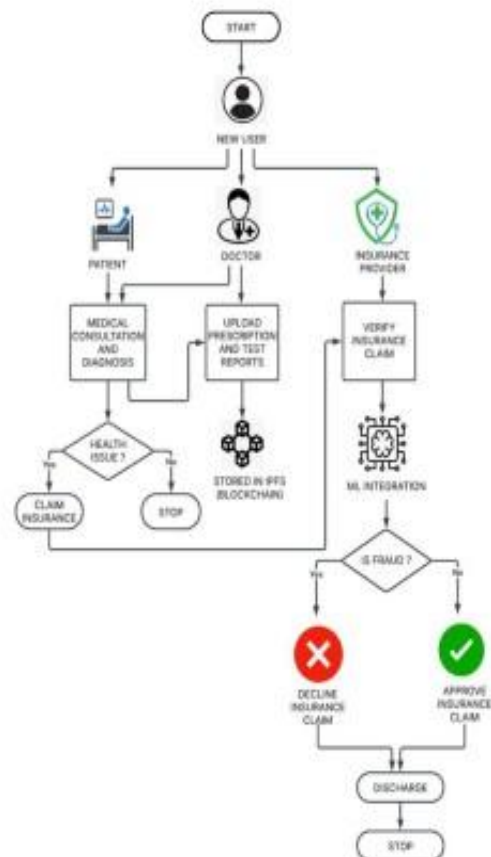 START
NEW USER
PATIENT
DOCTOR
INSURANCE
PROVIDER
MEDICAL
CONSULTATION
AND
DIAGNOSIS
UPLOAD
PRESCRIPTION
AND TEST
REPORTS
VERIFY
INSURANCE
CLAIM
HEALTH
ISSUE ?
Yes
No
STORED IN IPFS
(BLOCKCHAIN)
ML INTEGRATION
CLAIM
INSURANCE
STOP
IS FRAUD ?
Yes
No
DECLINE
INSURANCE
CLAIM
APPROVE
INSURANCE
CLAIM
DISCHARGE
STOP